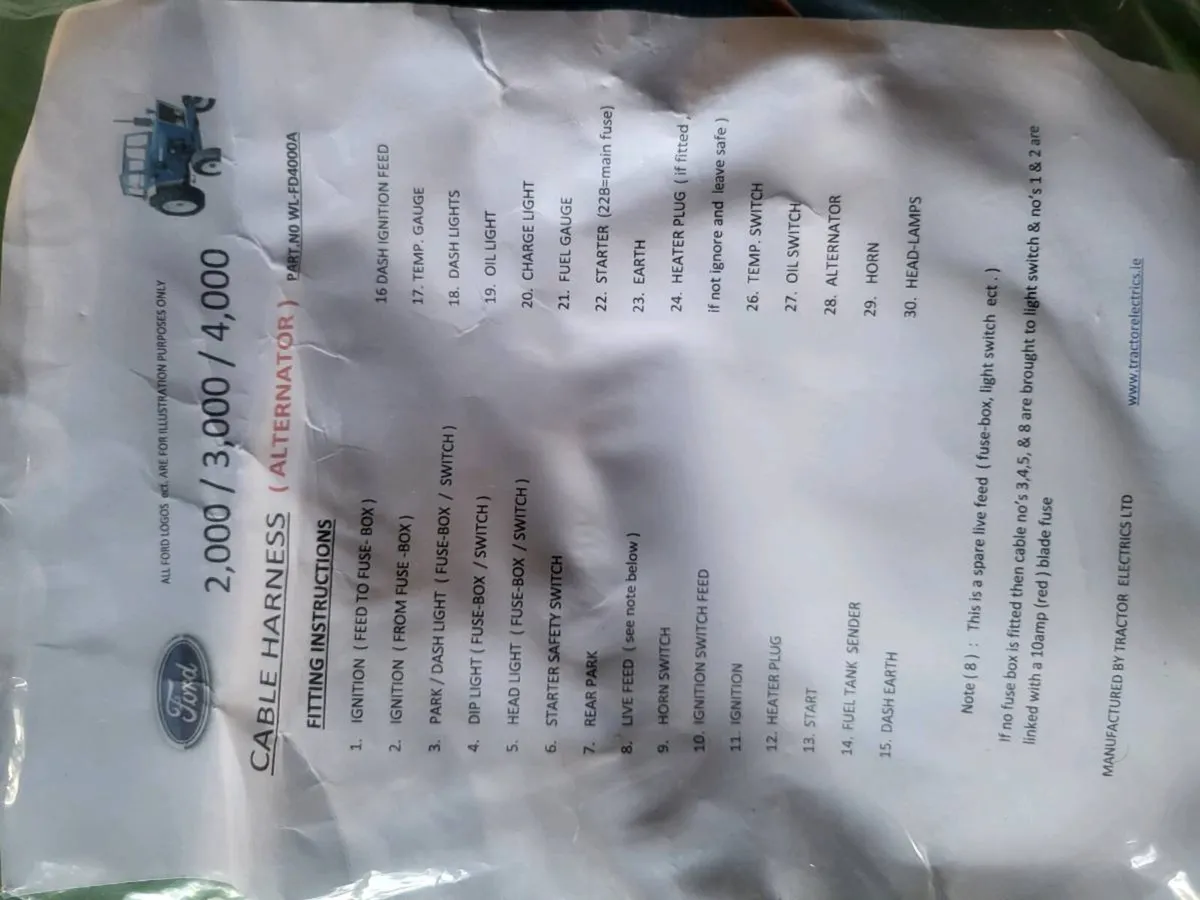 ALL FORD LOGOS ect. ARE FOR ILLUSTRATION PURPOSES ONLY
Ford
2,000 / 3,000 / 4,000
CABLE HARNESS ( ALTERNATOR ) PART.N0 WL-FD4000A
FITTING INSTRUCTIONS
1. IGNITION ( FEED TO FUSE- BOX )
2. IGNITION ( FROM FUSE -BOX )
3. PARK / DASH LIGHT ( FUSE-BOX / SWITCH )
4. DIP LIGHT ( FUSE-BOX / SWITCH )
5. HEAD LIGHT ( FUSE-BOX / SWITCH )
6. STARTER SAFETY SWITCH
7. REAR PARK
8. LIVE FEED ( see note below )
9. HORN SWITCH
10. IGNITION SWITCH FEED
11. IGNITION
12. HEATER PLUG
13. START
14. FUEL TANK SENDER
15. DASH EARTH
16 DASH IGNITION FEED
17. TEMP. GAUGE
18. DASH LIGHTS
19. OIL LIGHT
20. CHARGE LIGHT
21. FUEL GAUGE
22. STARTER (22B=main fuse)
23. EARTH
24. HEATER PLUG ( if fitted
if not ignore and leave safe )
26. TEMP. SWITCH
27. OIL SWITCH
28. ALTERNATOR
29. HORN
30. HEAD-LAMPS
Note ( 8 ) : This is a spare live feed ( fuse-box, light switch ect . )
If no fuse box is fitted then cable no's 3,4,5, & 8 are brought to light switch & no's 1 & 2 are
linked with a 10amp (red ) blade fuse
MANUFACTURED BY TRACTOR ELECTRICS LTD www.tractorelectrics.ie